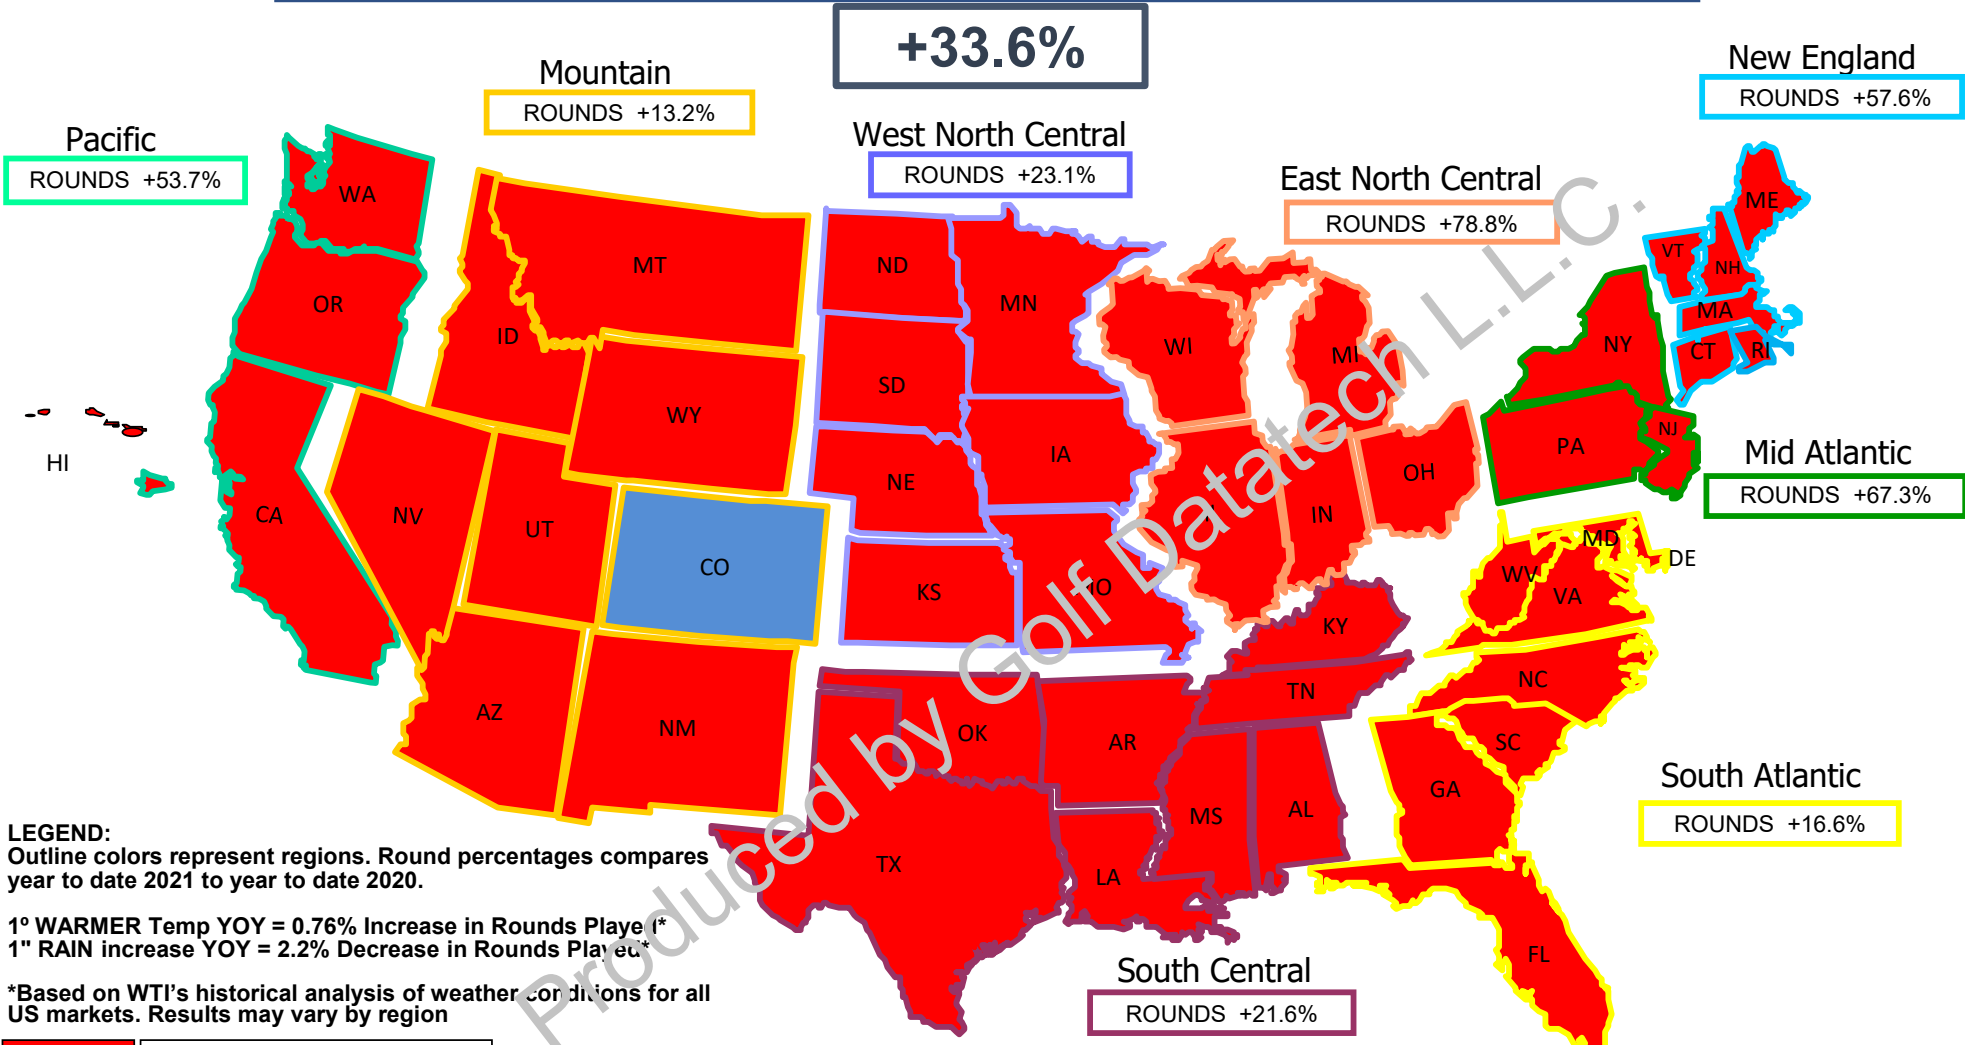 +33.6%
New England
ROUNDS +57.6%
Mountain
ROUNDS +13.2%
West North Central
ROUNDS +23.1%
Pacific
ROUNDS +53.7%
East North Central
ROUNDS +78.8%
WA
OR
CA
HI
MT
ID
WY
NV
UT
CO
AZ
NM
ND
SD
NE
KS
MN
IA
WI
MI
IN
OH
ME
VT
NH
MA
CT
RI
NY
PA
NJ
Mid Atlantic
ROUNDS +67.3%
MD
DE
WV
VA
NC
SC
GA
FL
KY
TN
OK
AR
TX
LA
MS
AL
South Atlantic
ROUNDS +16.6%
South Central
ROUNDS +21.6%
LEGEND:
Outline colors represent regions. Round percentages compares
year to date 2021 to year to date 2020.
1º WARMER Temp YOY = 0.76% Increase in Rounds Played*
1" RAIN increase YOY = 2.2% Decrease in Rounds Played*
*Based on WTI's historical analysis of weather conditions for all
US markets. Results may vary by region
Produced by Golf Datatech L.L.C.